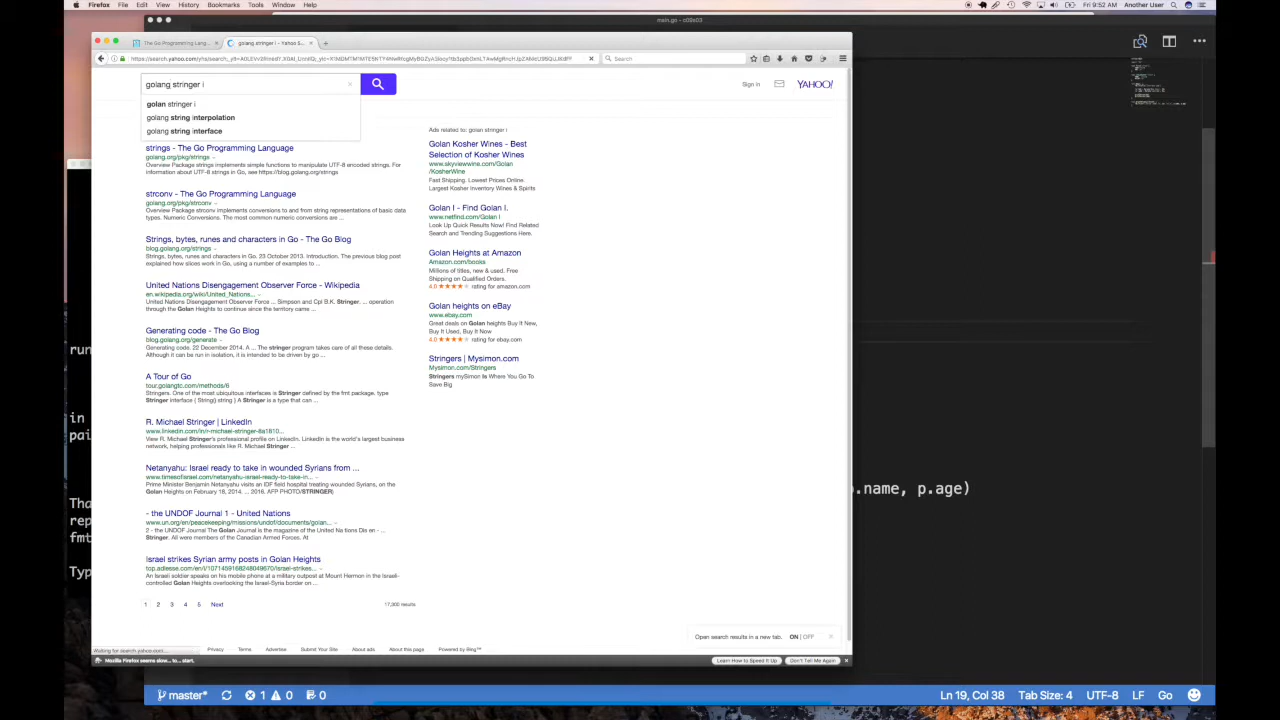 Firefox File Edit View History Bookmarks Tools Window Help
Fri 9:52 AM Another User
main.go - c08s03
The Go Programming Lang...
golang stringer i - Yahoo S...
Search
golang stringer i
Sign in
YAHOO!
golan stringer i
golang string interpolation
golang string interface
strings - The Go Programming Language
golang.org/pkg/strings
Overview Package strings implements simple functions to manipulate UTF-8 encoded strings. For
information about UTF-8 strings in Go, see https://blog.golang.org/strings
strconv - The Go Programming Language
golang.org/pkg/strconv
Overview Package strconv implements conversions to and from string representations of basic data
types. Numeric Conversions. The most common numeric conversions are ...
Strings, bytes, runes and characters in Go - The Go Blog
blog.golang.org/strings
Strings, bytes, runes and characters in Go. 23 October 2013. Introduction. The previous blog post
explained how slices work in Go, using a number of examples to ...
United Nations Disengagement Observer Force - Wikipedia
en.wikipedia.org/wiki/United_Nations...
United Nations Disengagement Observer Force ... Simpson and Cpl B.K. Stringer. ... operation
through the Golan Heights to continue since the territory came ...
Generating code - The Go Blog
blog.golang.org/generate
Generating code. 22 December 2014. A ... The stringer program takes care of all these details.
Although it can be run in isolation, it is intended to be driven by go ...
A Tour of Go
tour.golangtc.com/methods/6
Stringers. One of the most ubiquitous interfaces is Stringer defined by the fmt package. type
Stringer interface { String() string } A Stringer is a type that can ...
R. Michael Stringer | LinkedIn
www.linkedin.com/in/r-michael-stringer-8a1810...
View R. Michael Stringer's professional profile on LinkedIn. LinkedIn is the world's largest business
network, helping professionals like R. Michael Stringer ...
Netanyahu: Israel ready to take in wounded Syrians from ...
www.timesofisrael.com/netanyahu-israel-ready-to-take-in...
Prime Minister Benjamin Netanyahu visits an IDF field hospital treating wounded Syrians, on the
Golan Heights on February 18, 2014. ... 2016. AFP PHOTO/STRINGER)
- the UNDOF Journal 1 - United Nations
www.un.org/en/peacekeeping/missions/undof/documents/golan...
2 - the UNDOF Journal The Golan Journal is the magazine of the United Na tions Dis en - ...
Stringer. All were members of the Canadian Armed Forces. At
Israel strikes Syrian army posts in Golan Heights
An Israeli soldier speaks on his mobile phone at a military outpost at Mount Hermon in the Israeli-
controlled Golan Heights overlooking the Israel-Syria border on ...
1 2 3 4 5 Next
17,300 results
Ads related to: golan stringer i
Golan Kosher Wines - Best
Selection of Kosher Wines
www.skyviewwine.com/Golan
/KosherWine
Fast Shipping. Lowest Prices Online.
Largest Kosher Inventory Wines & Spirits
Golan I - Find Golan I.
www.netfind.com/Golan I
Look Up Quick Results Now! Find Related
Search and Trending Suggestions Here.
Golan Heights at Amazon
Amazon.com/books
Millions of titles, new & used. Free
Shipping on Qualified Orders.
4.0 ★★★★★ rating for amazon.com
Golan heights on eBay
www.ebay.com
Great deals on Golan heights Buy It New,
Buy It Used, Buy It Now
4.0 ★★★★★ rating for ebay.com
Stringers | Mysimon.com
Mysimon.com/Stringers
Stringers mySimon Is Where You Go To
Save Big
Open search results in a new tab. ON | OFF
Privacy Terms Advertise Submit Your Site About ads About this page Powered by Bing™
Waiting for search.yahoo.com...
Mozilla Firefox seems slow... to... start.
Learn How to Speed It Up
Don't Tell Me Again
run
in
pai
Tha
rep
fmt
Typ
.name, p.age)
master*
1 0
0
Ln 19, Col 38 Tab Size: 4 UTF-8 LF Go